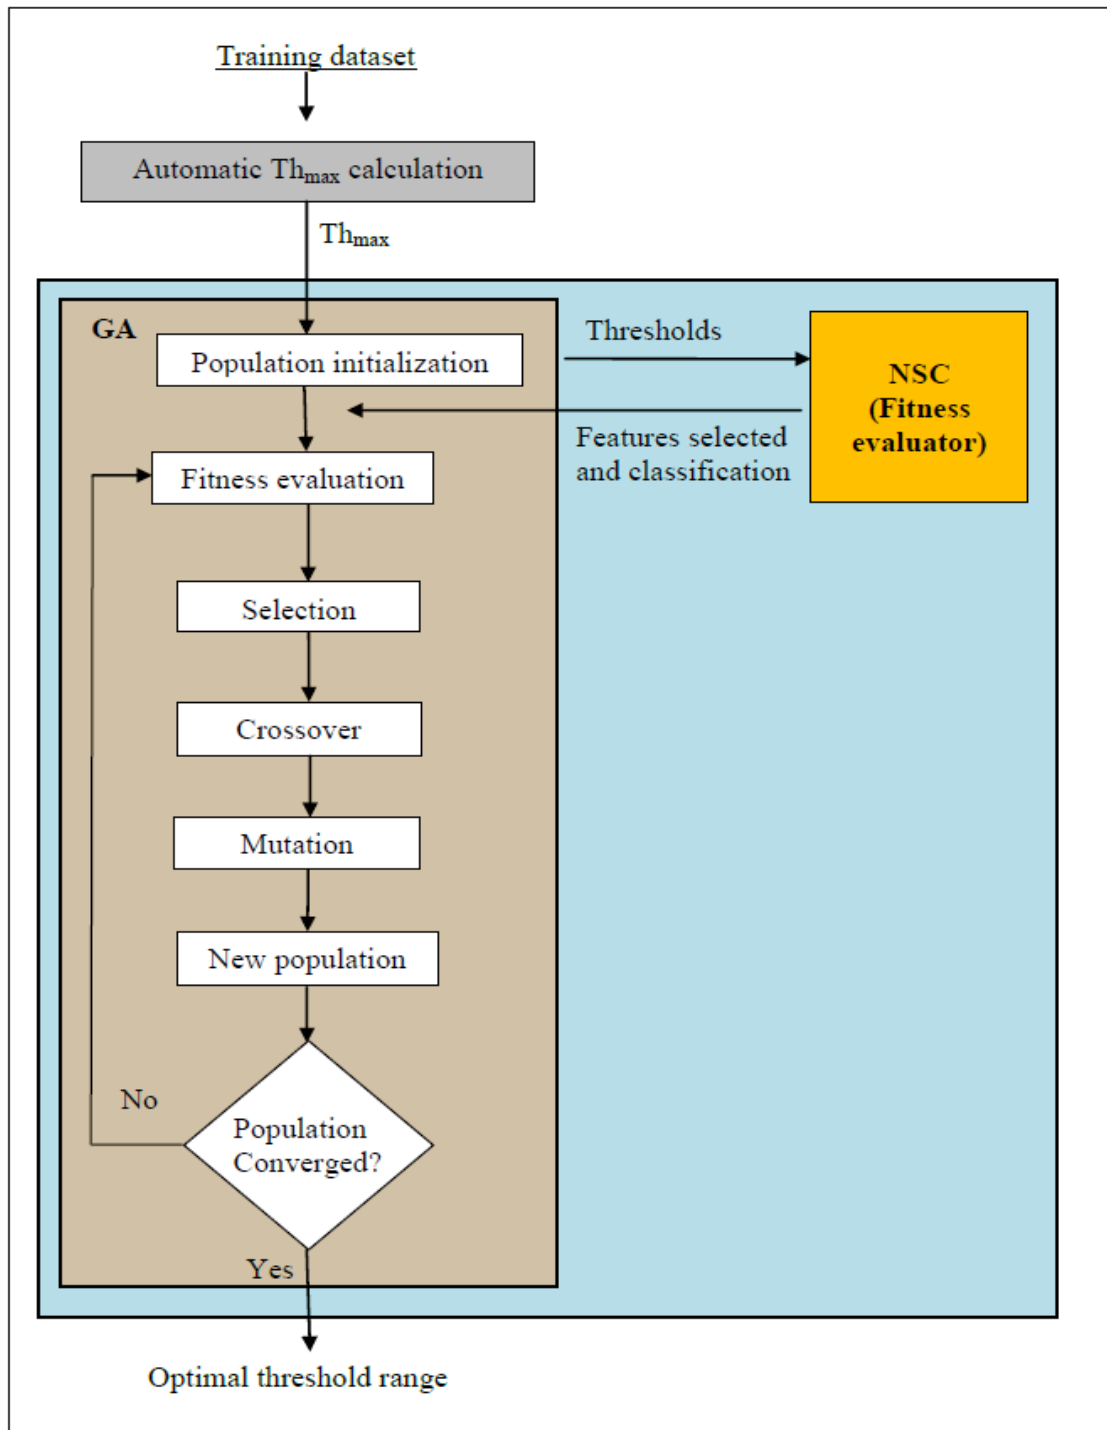 Training dataset
Automatic Thmax calculation
Thmax
GA
Population initialization
Thresholds
NSC
(Fitness
evaluator)
Features selected
and classification
Fitness evaluation
Selection
Crossover
Mutation
New population
No
Population
Converged?
Yes
Optimal threshold range